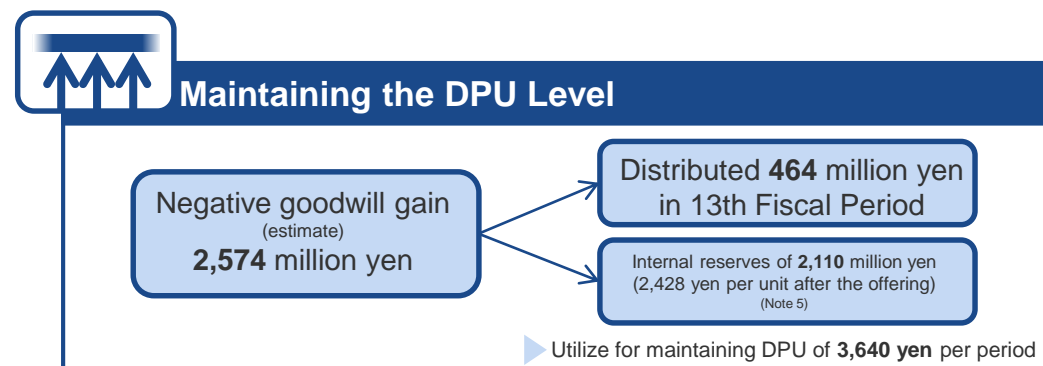 Maintaining the DPU Level
Negative goodwill gain
(estimate)
2,574 million yen
Distributed 464 million yen
in 13th Fiscal Period
Internal reserves of 2,110 million yen
(2,428 yen per unit after the offering)
(Note 5)
Utilize for maintaining DPU of 3,640 yen per period